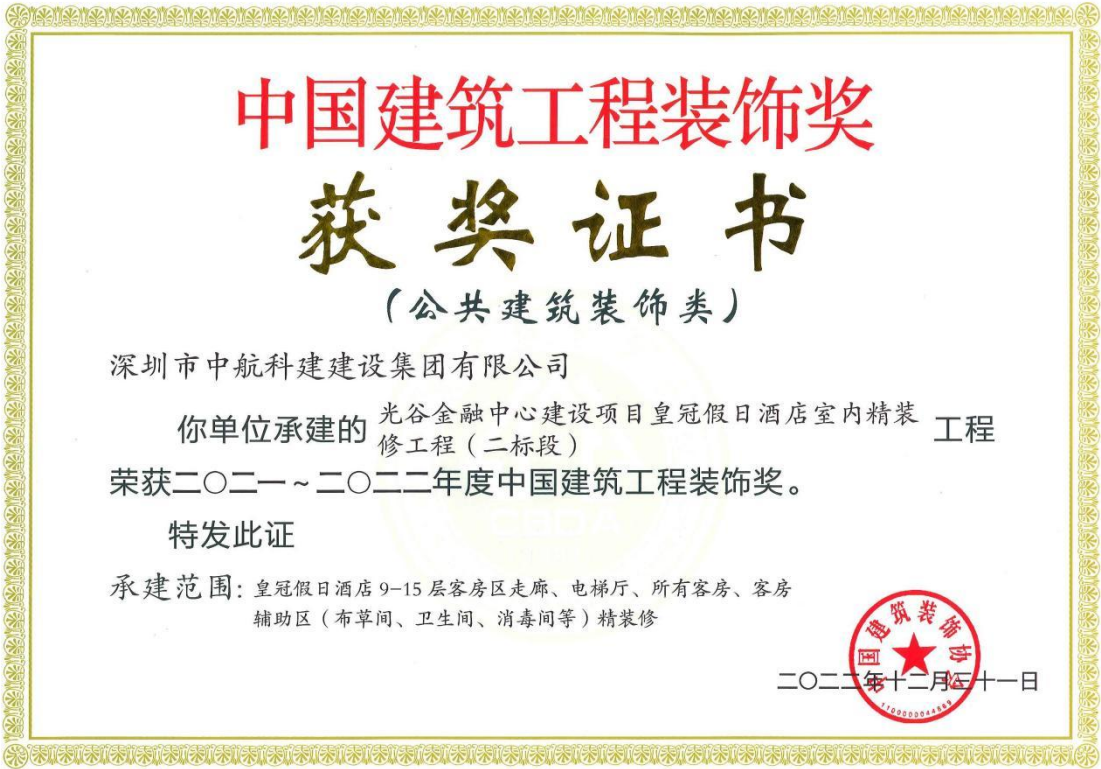 中国建筑工程装饰奖
获奖证书
(公共建筑装饰类)
深圳市中航科建建设集团有限公司
你单位承建的 光谷金融中心建设项目皇冠假日酒店室内精装
修工程(二标段) 工程
荣获二〇二一~二〇二二年度中国建筑工程装饰奖。
特发此证
承建范围: 皇冠假日酒店 9-15 层客房区走廊、电梯厅、所有客房、客房
辅助区(布草间、卫生间、消毒间等)精装修
中国建筑装饰协会
二〇二二年十二月三十一日